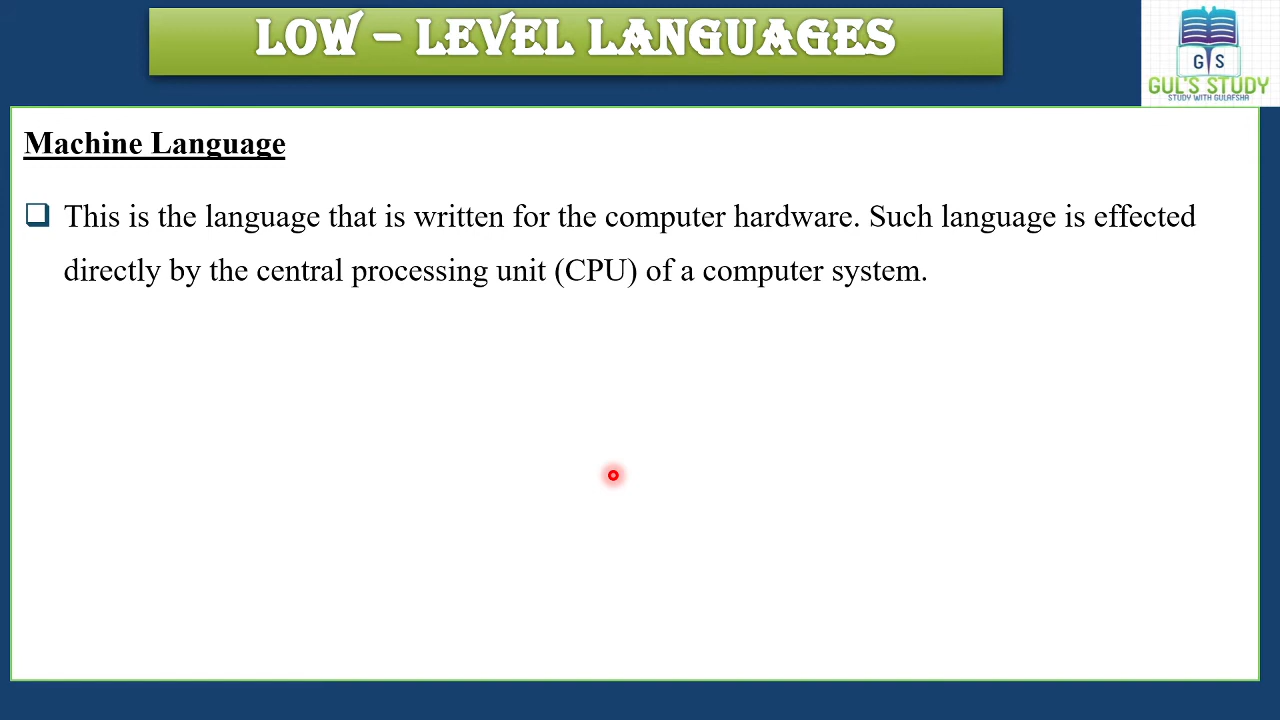 LOW – LEVEL LANGUAGES
G S
GUL'S STUDY
STUDY WITH GULAFSHA
Machine Language
This is the language that is written for the computer hardware. Such language is effected
directly by the central processing unit (CPU) of a computer system.